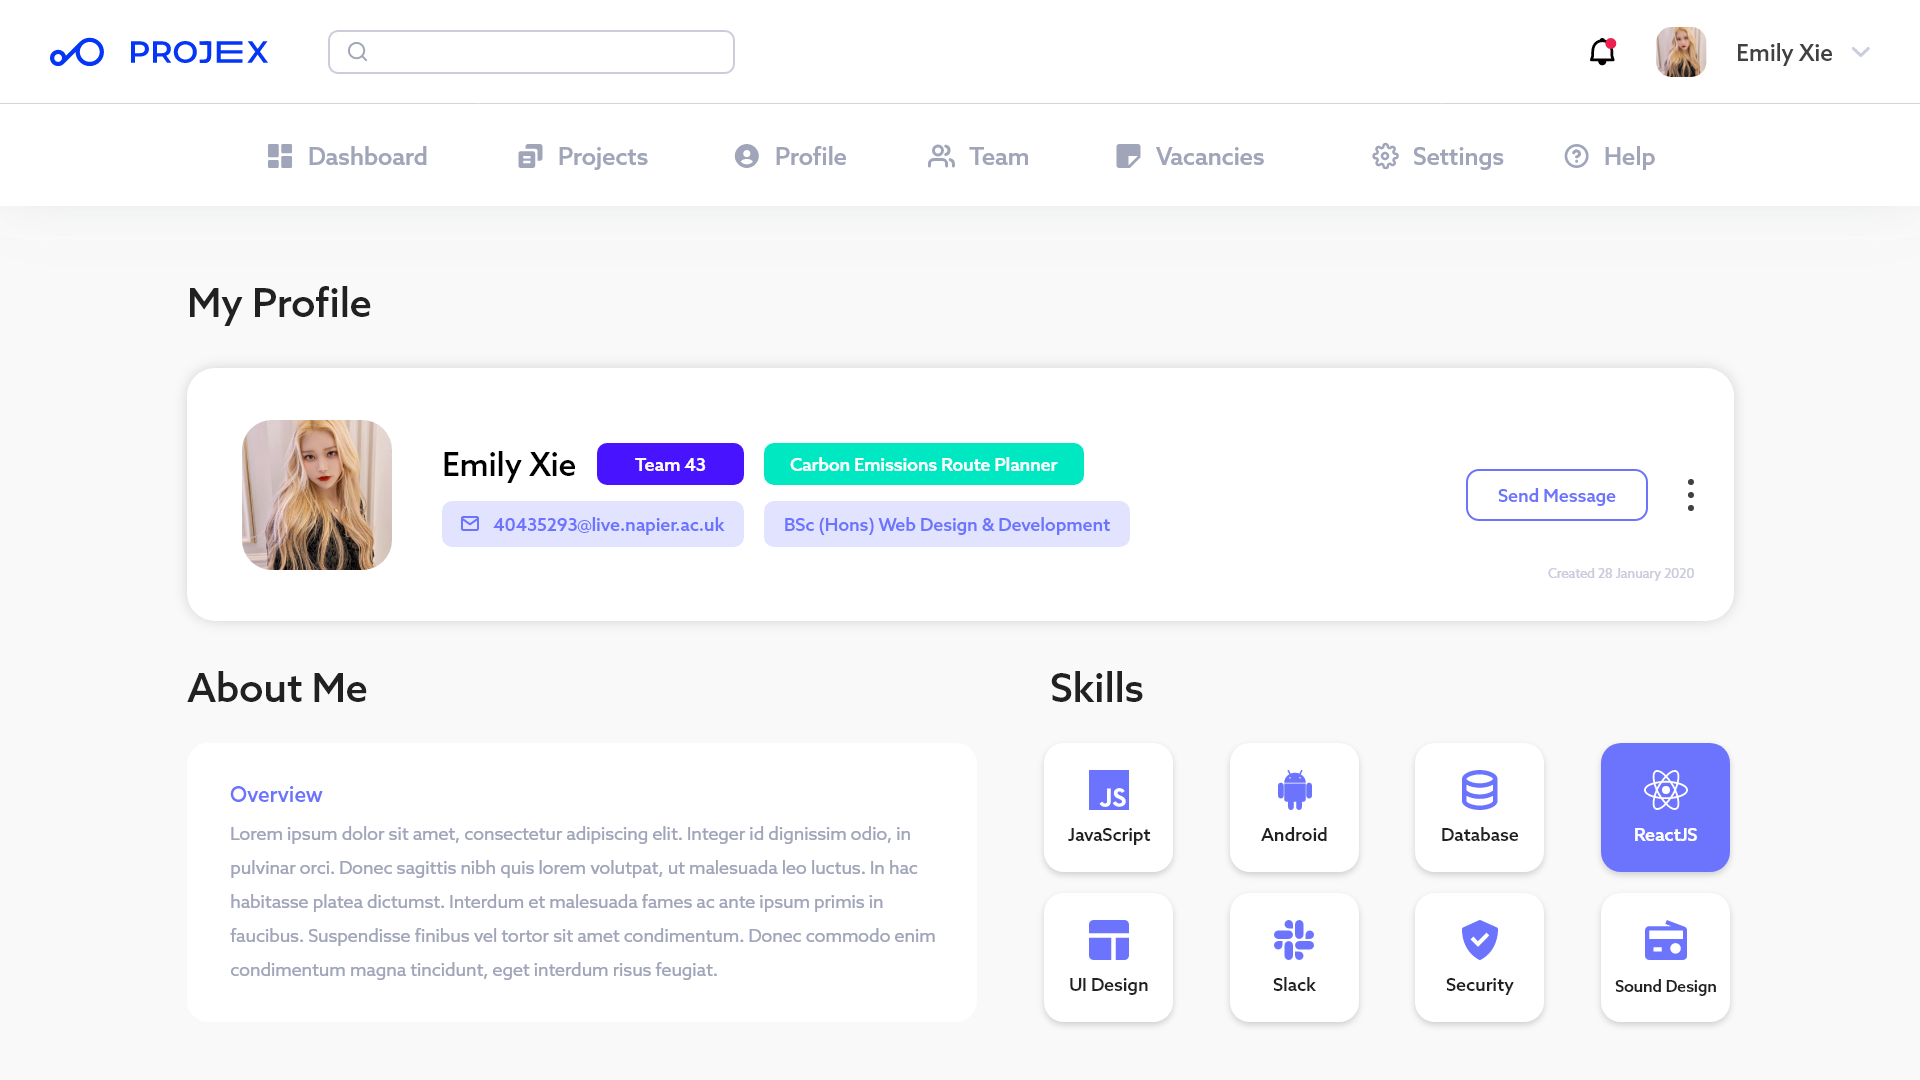 PROJEX
Emily Xie
Dashboard
Projects
Profile
Team
Vacancies
Settings
Help
My Profile
Emily Xie
Team 43
Carbon Emissions Route Planner
40435293@live.napier.ac.uk
BSc (Hons) Web Design & Development
Send Message
Created 28 January 2020
About Me
Overview
Lorem ipsum dolor sit amet, consectetur adipiscing elit. Integer id dignissim odio, in
pulvinar orci. Donec sagittis nibh quis lorem volutpat, ut malesuada leo luctus. In hac
habitasse platea dictumst. Interdum et malesuada fames ac ante ipsum primis in
faucibus. Suspendisse finibus vel tortor sit amet condimentum. Donec commodo enim
condimentum magna tincidunt, eget interdum risus feugiat.
Skills
JS
JavaScript
Android
Database
ReactJS
UI Design
Slack
Security
Sound Design